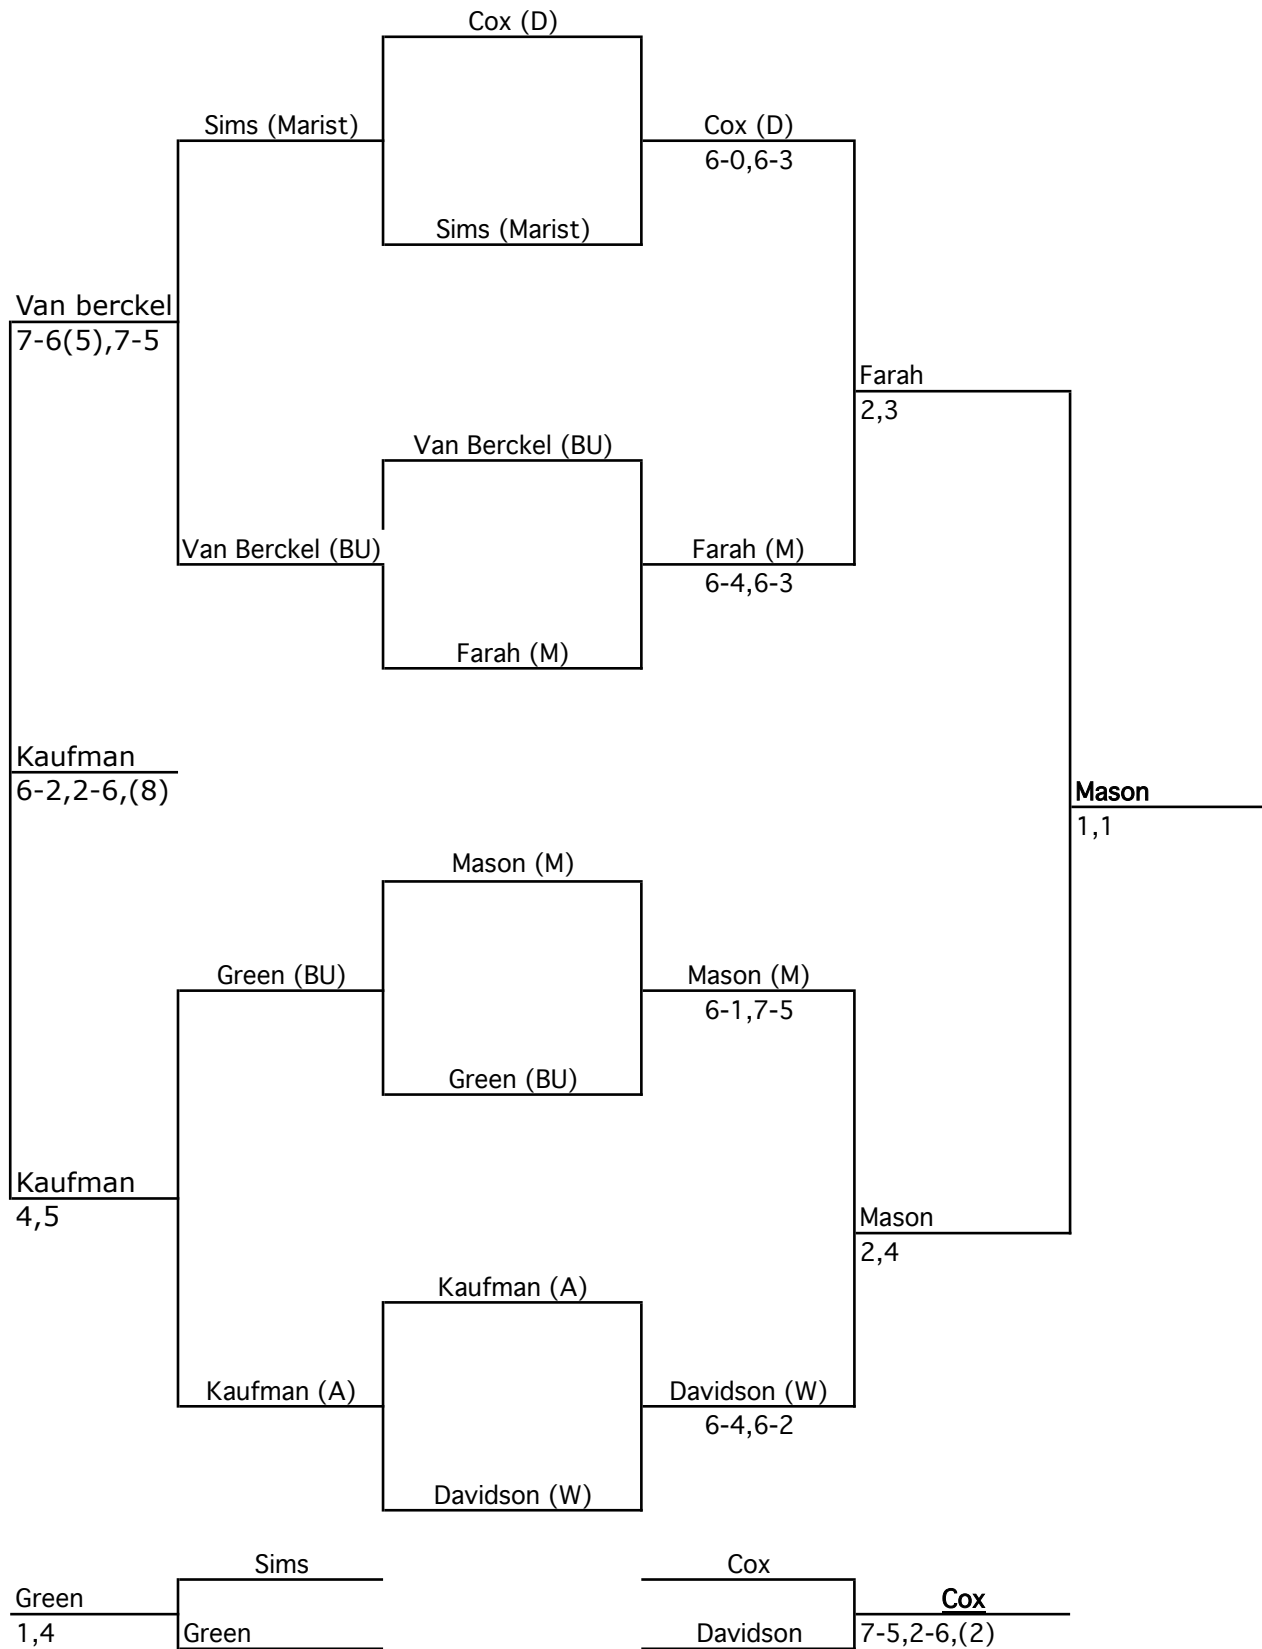 Cox (D)
Sims (Marist)
Cox (D)
6-0,6-3
Sims (Marist)
Van berckel
7-6(5),7-5
Farah
2,3
Van Berckel (BU)
Van Berckel (BU)
Farah (M)
6-4,6-3
Farah (M)
Kaufman
6-2,2-6,(8)
Mason
1,1
Mason (M)
Green (BU)
Mason (M)
6-1,7-5
Green (BU)
Kaufman
4,5
Mason
2,4
Kaufman (A)
Kaufman (A)
Davidson (W)
6-4,6-2
Davidson (W)
Sims
Cox
Green
Cox
1,4
Green
Davidson
7-5,2-6,(2)